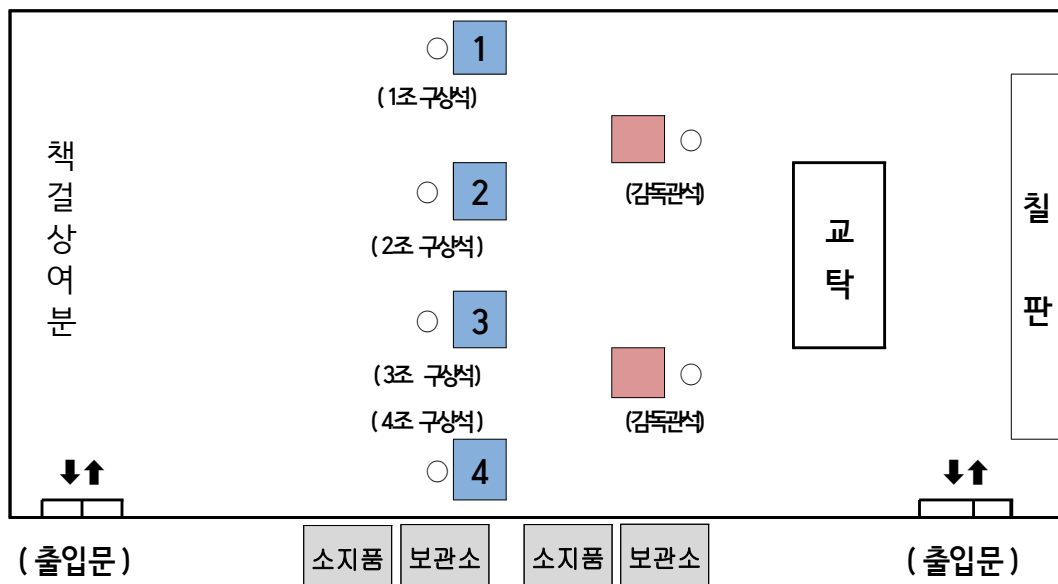 1
( 1조 구상석)
책걸상여분
2
( 2조 구상석)
(감독관석)
교탁
칠판
3
( 3조 구상석)
( 4조 구상석)
(감독관석)
4
( 출입문 )
소지품
보관소
소지품
보관소
( 출입문 )